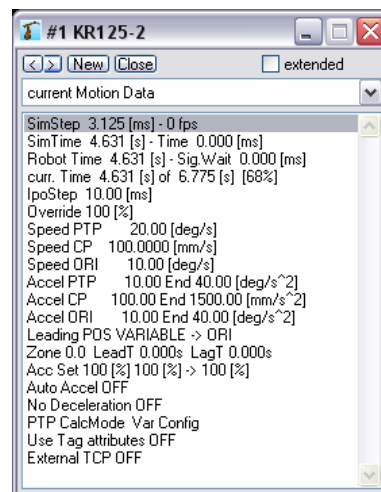 #1 KR125-2
< > New Close extended
current Motion Data
SimStep 3.125 [ms] - 0 fps
SimTime 4.631 [s] - Time 0.000 [ms]
Robot Time 4.631 [s] - Sig.Wait 0.000 [ms]
curr. Time 4.631 [s] of 6.775 [s] [68%]
IpoStep 10.00 [ms]
Override 100 [%]
Speed PTP 20.00 [deg/s]
Speed CP 100.0000 [mm/s]
Speed ORI 10.00 [deg/s]
Accel PTP 10.00 End 40.00 [deg/s^2]
Accel CP 100.00 End 1500.00 [mm/s^2]
Accel ORI 10.00 End 40.00 [deg/s^2]
Leading POS VARIABLE -> ORI
Zone 0.0 LeadT 0.000s LagT 0.000s
Acc Set 100 [%] 100 [%] -> 100 [%]
Auto Accel OFF
No Deceleration OFF
PTP CalcMode Var Config
Use Tag attributes OFF
External TCP OFF